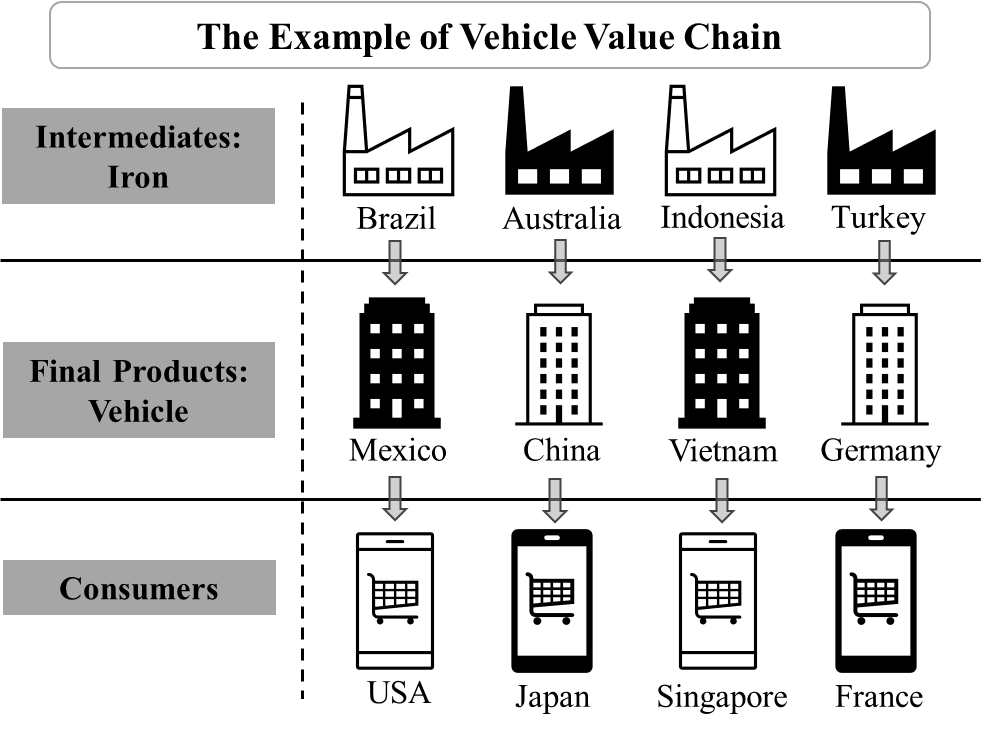 The Example of Vehicle Value Chain
Intermediates:
Iron
Brazil
Australia
Indonesia
Turkey
Final Products:
Vehicle
Mexico
China
Vietnam
Germany
Consumers
USA
Japan
Singapore
France